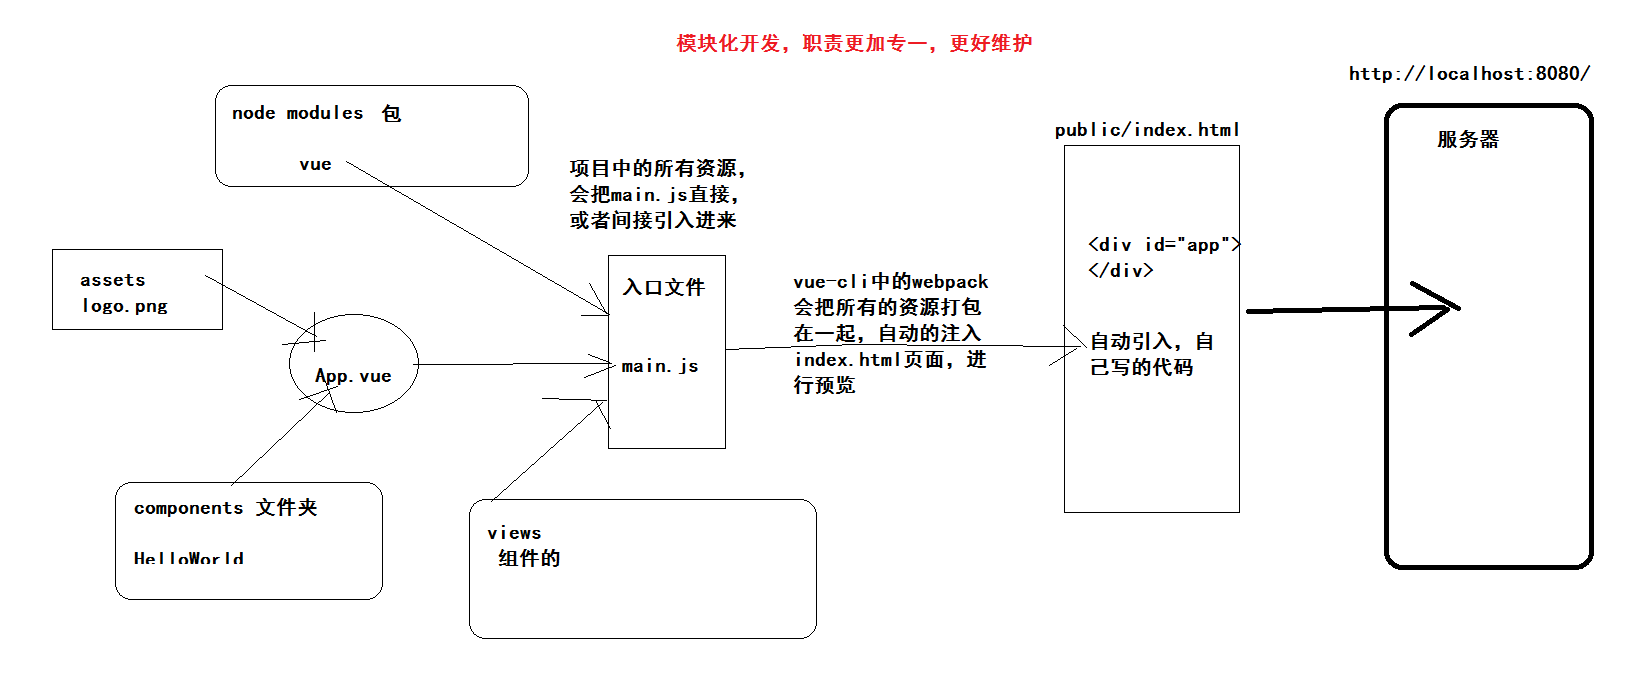 模块化开发，职责更加专一，更好维护
http://localhost:8080/
服务器
node modules 包
vue
项目中的所有资源，
会把main.js直接，
或者间接引入进来
public/index.html
<div id="app">
</div>
自动引入，自
己写的代码
assets
logo.png
入口文件
main.js
vue-cli中的webpack
会把所有的资源打包
在一起，自动的注入
index.html页面，进
行预览
App.vue
components 文件夹
HelloWorld
views
组件的